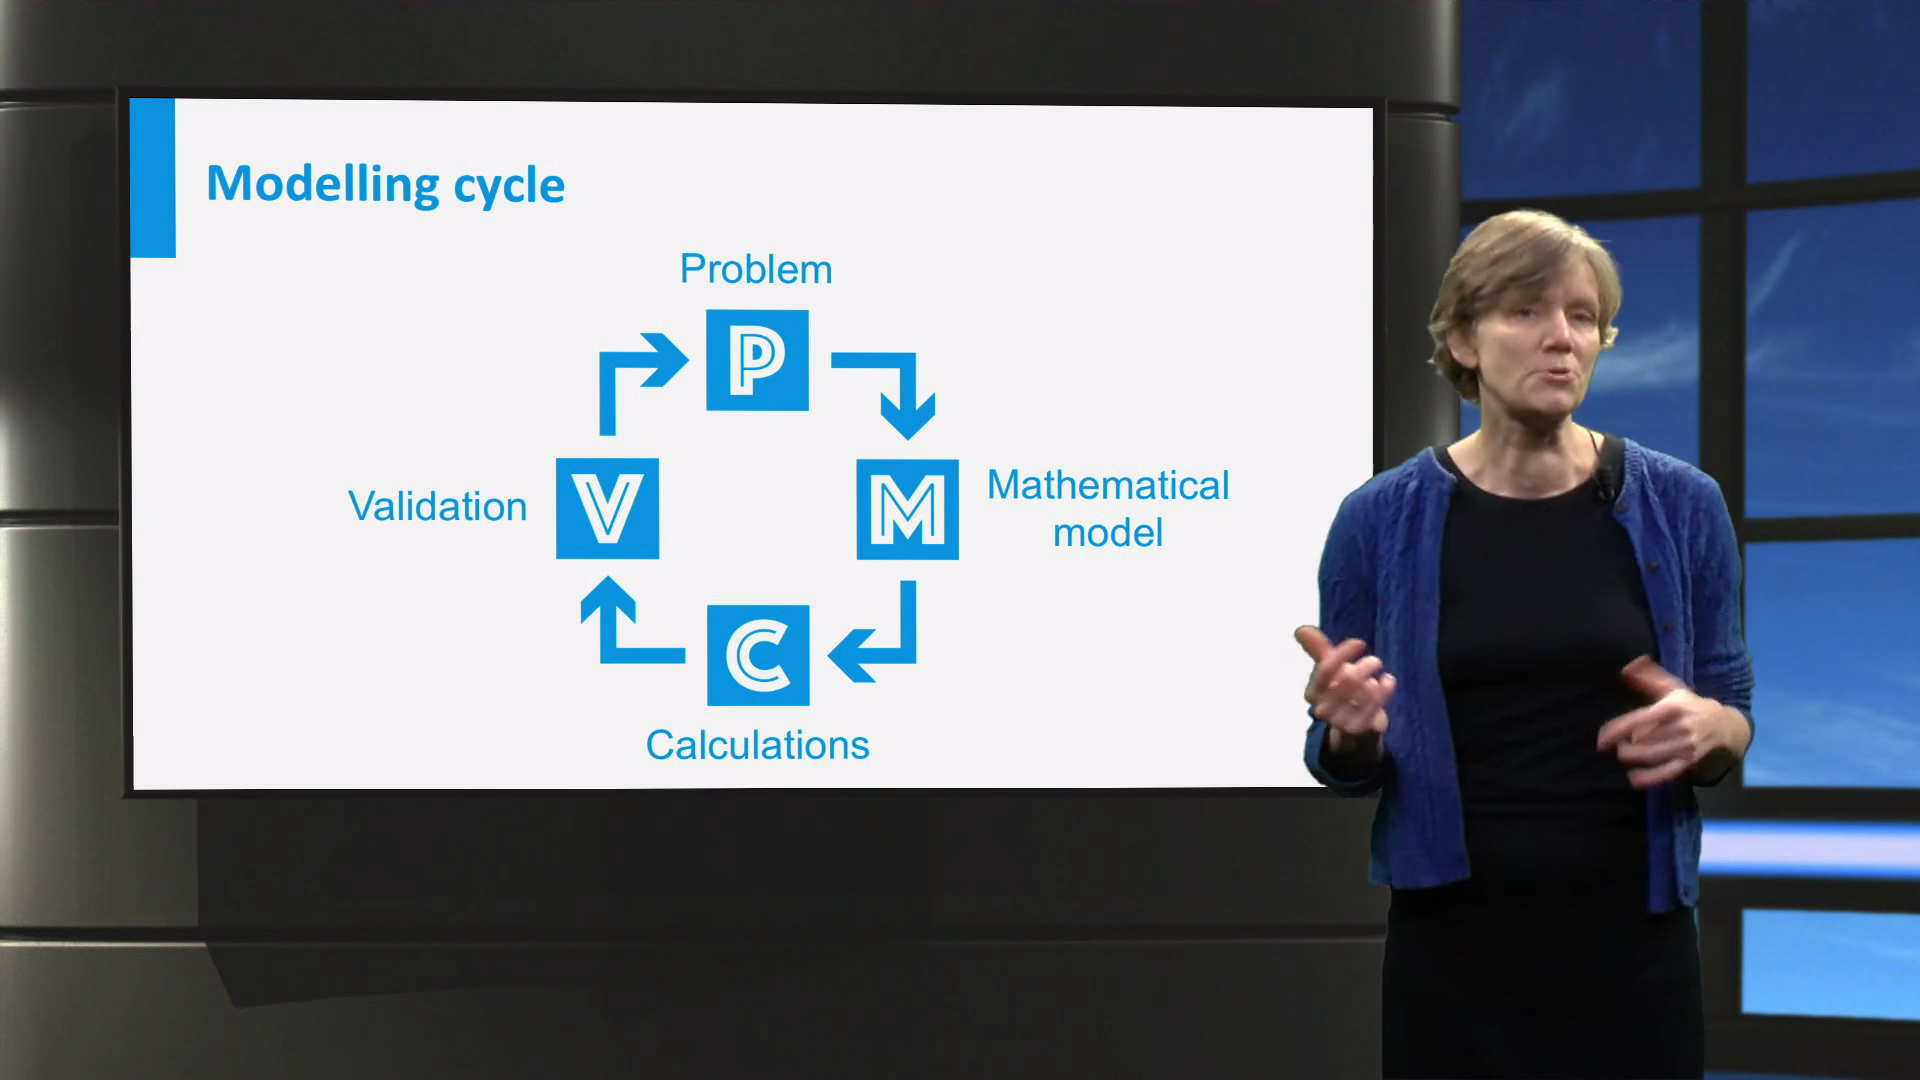 Modelling cycle
Problem
P
Validation
V
M
Mathematical
model
C
Calculations